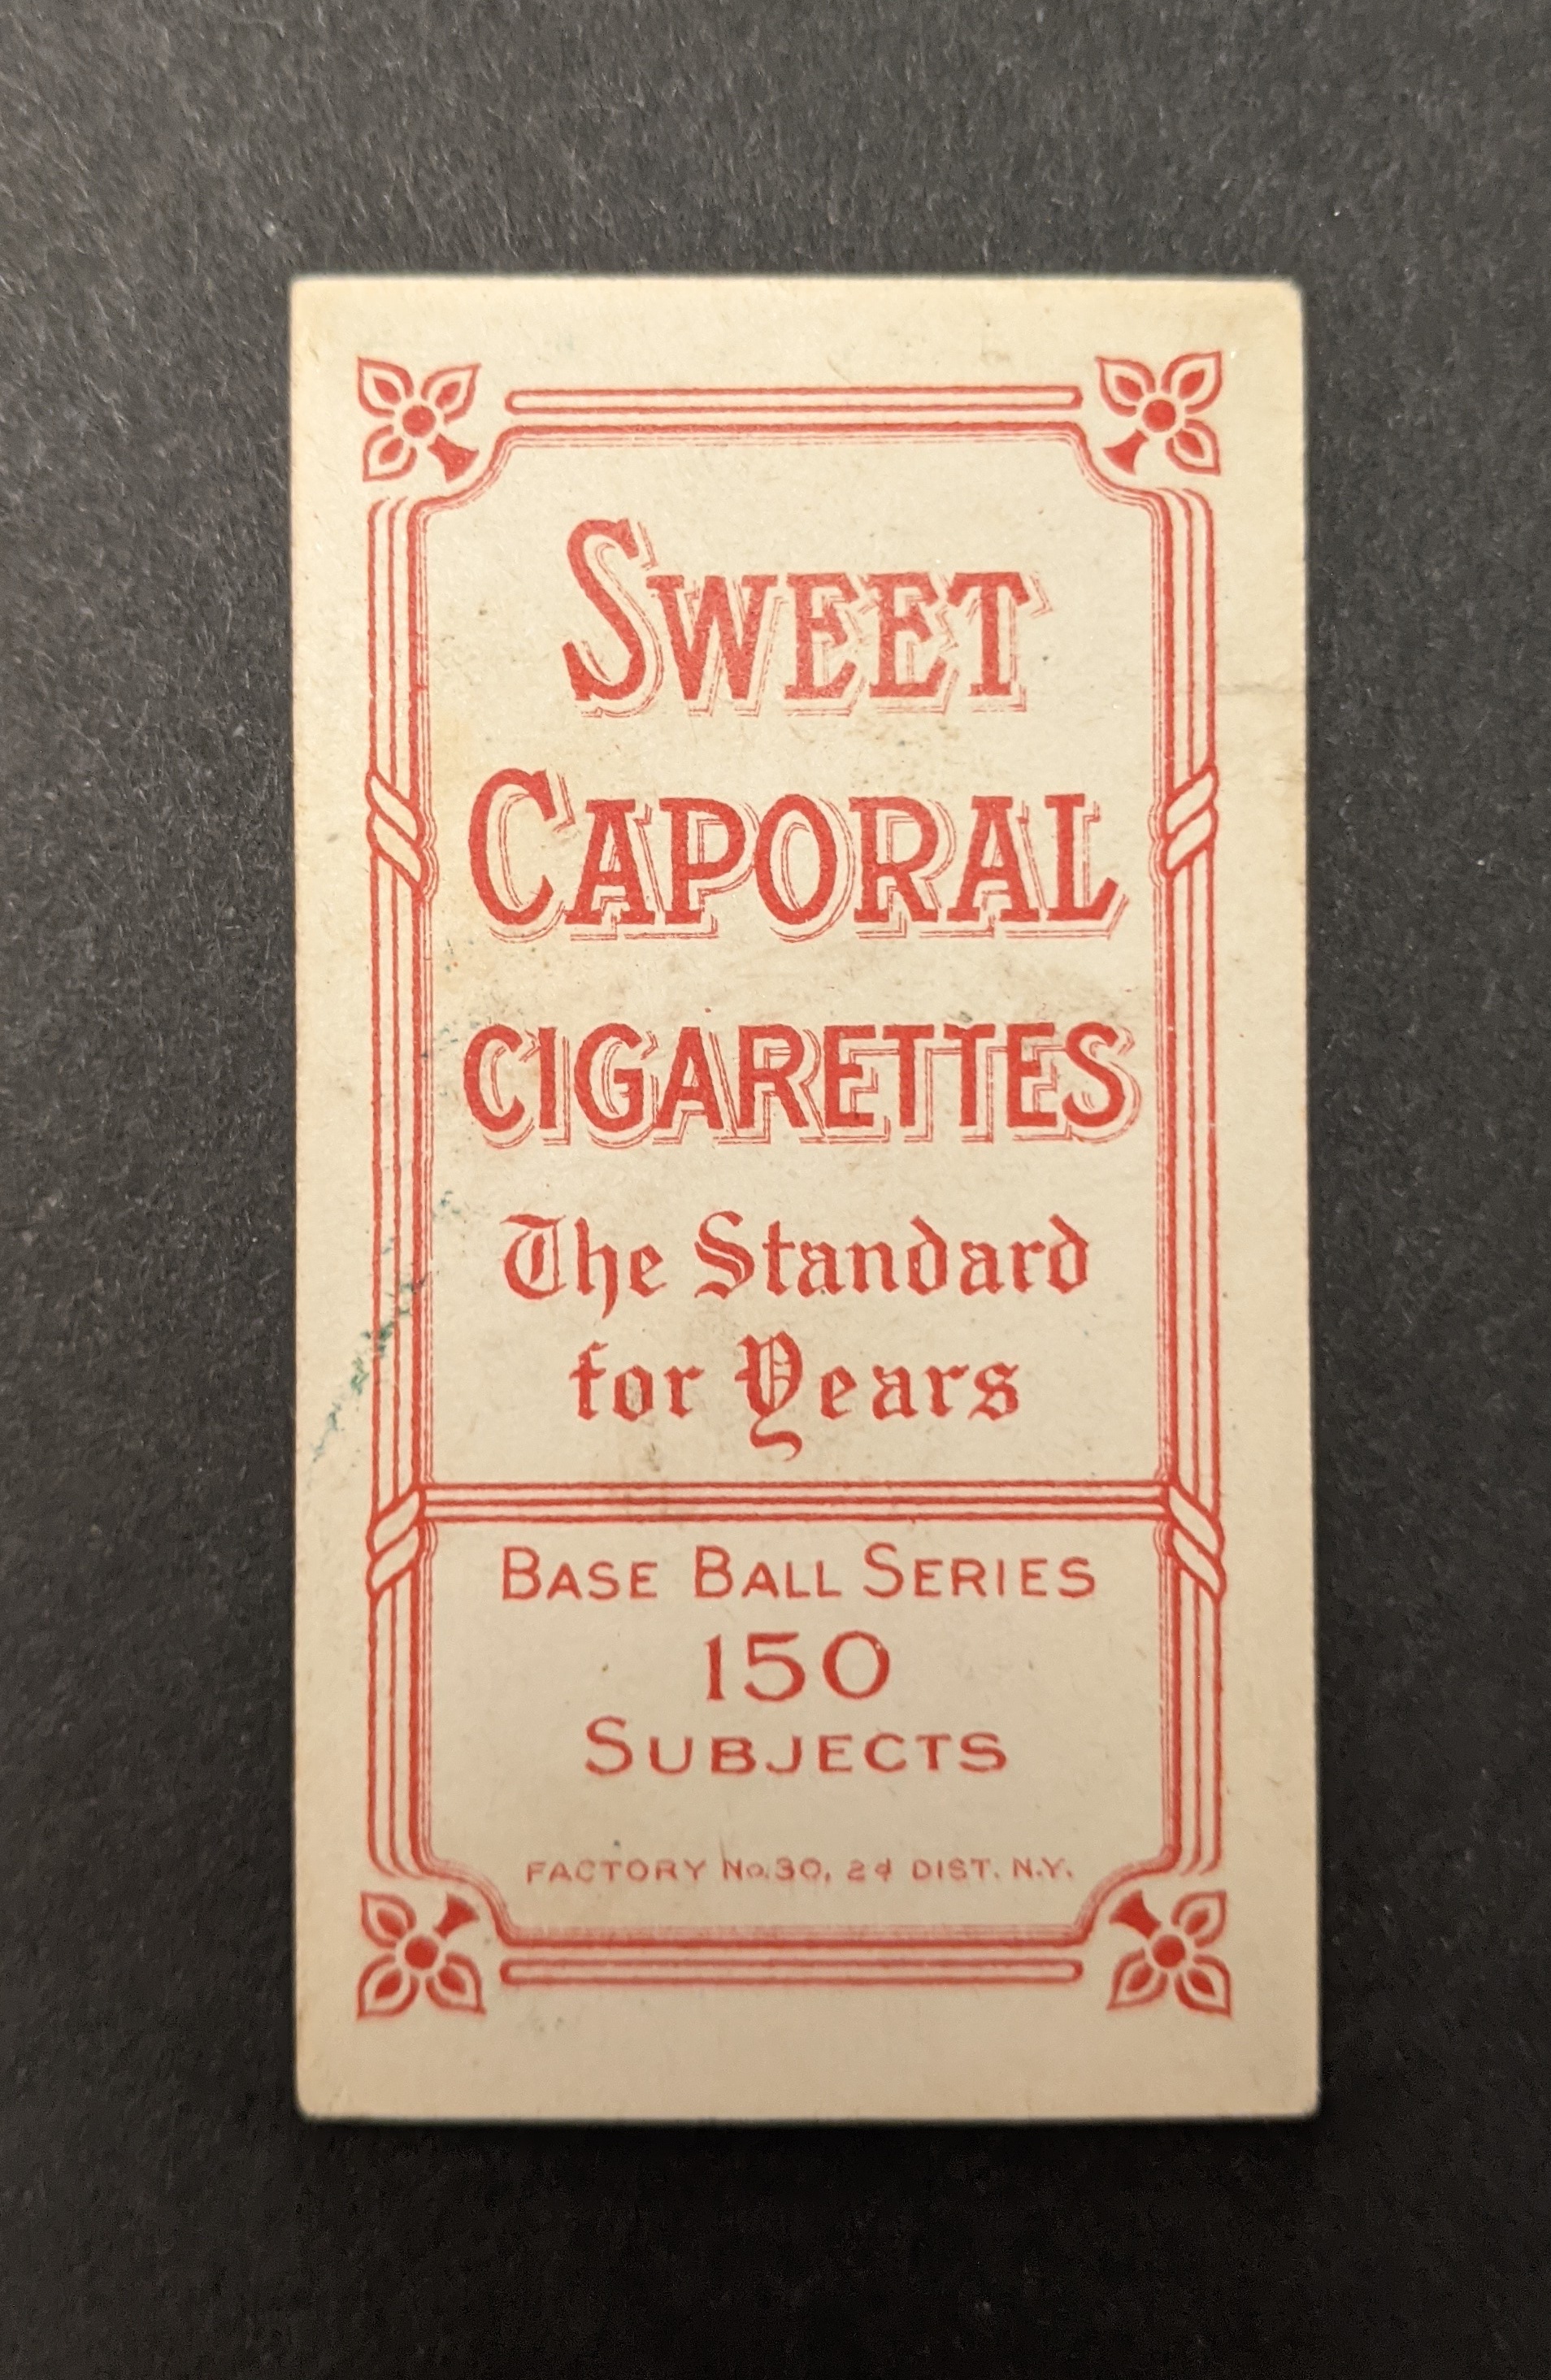 SWEET
CAPORAL
CIGARETTES
The Standard
for Years
BASE BALL SERIES
150
SUBJECTS
FACTORY No. 30, 2d DIST. N.Y.